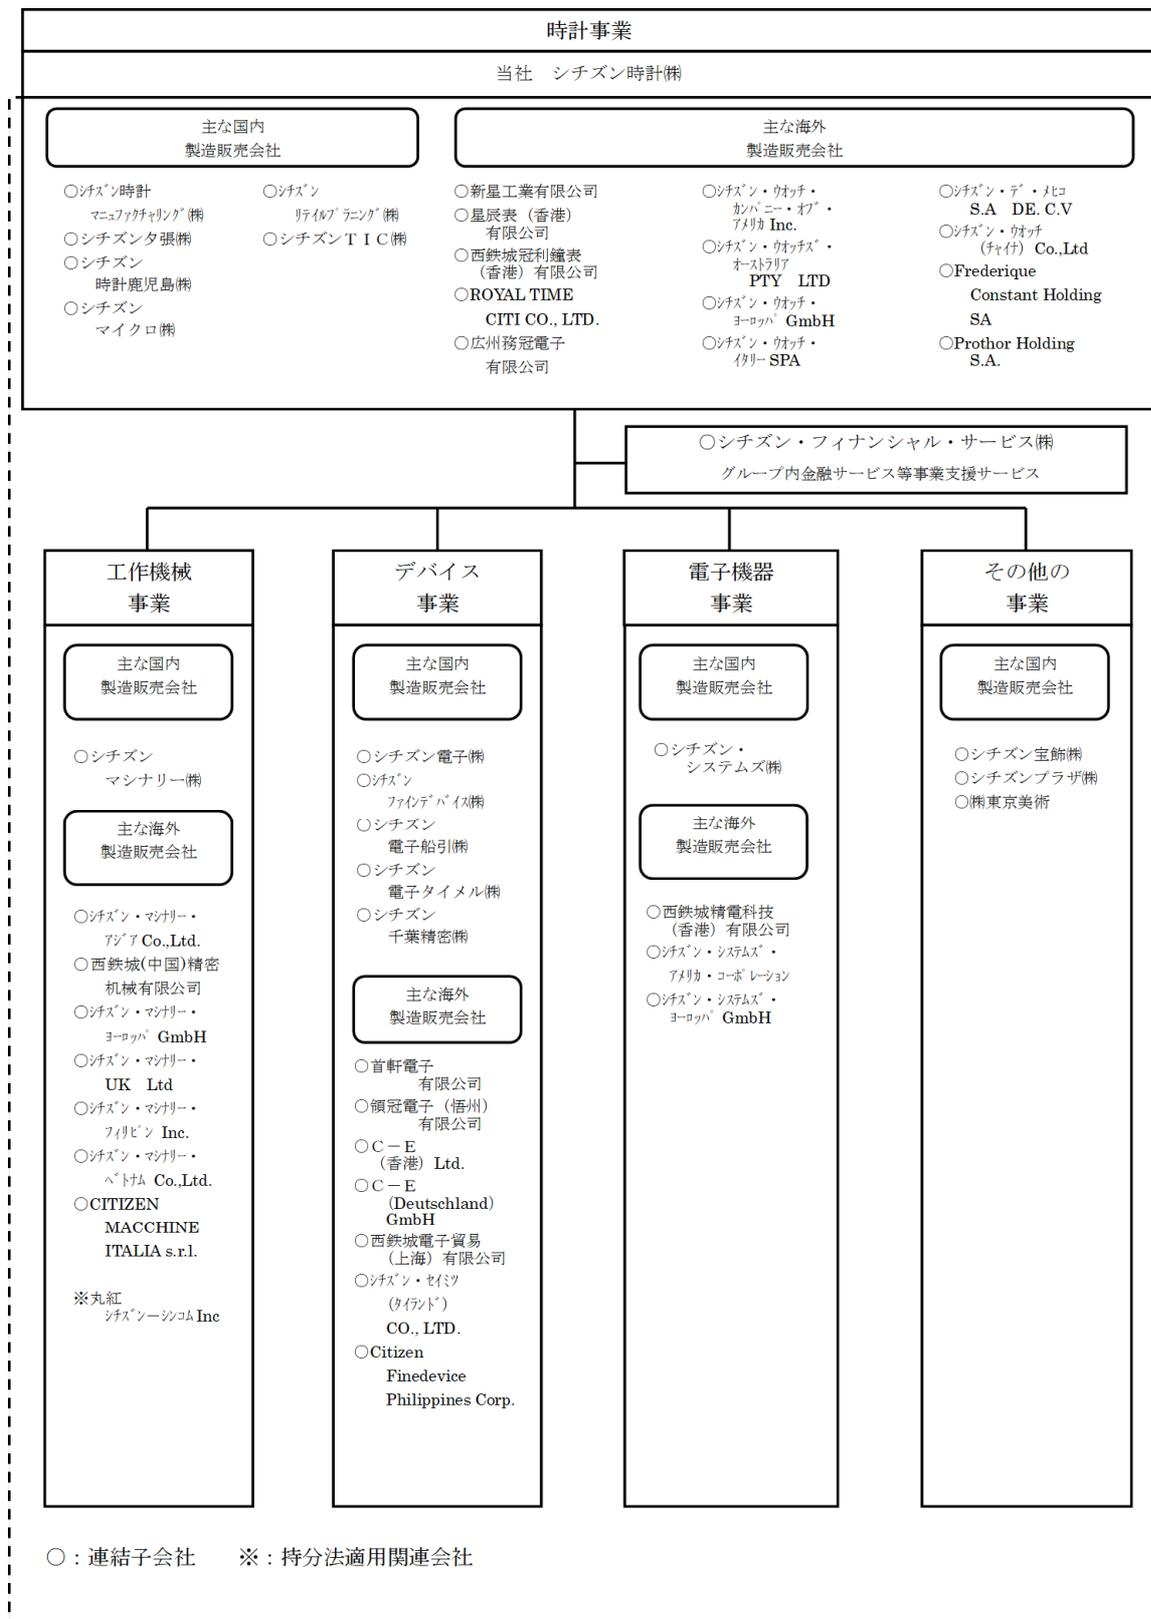 時計事業
当社　シチズン時計㈱
主な国内
製造販売会社
○ｼﾁｽﾞﾝ時計
ﾏﾆｭﾌｧｸﾁｬﾘﾝｸﾞ㈱
○シチズン夕張㈱
○シチズン
時計鹿児島㈱
○シチズン
マイクロ㈱
○ｼﾁｽﾞﾝ
ﾘﾃｲﾙﾌﾟﾗﾆﾝｸﾞ㈱
○シチズンＴＩＣ㈱
主な海外
製造販売会社
○新星工業有限公司
○星辰表（香港）
有限公司
○西鉄城冠利鐘表
（香港）有限公司
○ROYAL TIME
CITI CO., LTD.
○広州務冠電子
有限公司
○ｼﾁｽﾞﾝ・ｳｵｯﾁ・
ｶﾝﾊﾟﾆｰ・ｵﾌﾞ・
ｱﾒﾘｶ Inc.
○ｼﾁｽﾞﾝ・ｳｵｯﾁｽﾞ・
ｵｰｽﾄﾗﾘｱ
PTY　LTD
○ｼﾁｽﾞﾝ・ｳｵｯﾁ・
ﾖｰﾛｯﾊﾟ GmbH
○ｼﾁｽﾞﾝ・ｳｵｯﾁ・
ｲﾀﾘｰ SPA
○ｼﾁｽﾞﾝ・ﾃﾞ・ﾒﾋｺ
S.A　DE. C.V
○ｼﾁｽﾞﾝ・ｳｵｯﾁ
（ﾁｬｲﾅ）Co.,Ltd
○Frederique
Constant Holding
SA
○Prothor Holding
S.A.
○シチズン・フィナンシャル・サービス㈱
グループ内金融サービス等事業支援サービス
工作機械
事業
主な国内
製造販売会社
○シチズン
マシナリー㈱
主な海外
製造販売会社
○ｼﾁｽﾞﾝ・ﾏｼﾅﾘｰ・
ｱｼﾞｱ Co.,Ltd.
○西鉄城(中国)精密
机械有限公司
○ｼﾁｽﾞﾝ・ﾏｼﾅﾘｰ・
ﾖｰﾛｯﾊﾟ GmbH
○ｼﾁｽﾞﾝ・ﾏｼﾅﾘｰ・
UK　Ltd
○ｼﾁｽﾞﾝ・ﾏｼﾅﾘｰ・
ﾌｨﾘﾋﾟﾝ Inc.
○ｼﾁｽﾞﾝ・ﾏｼﾅﾘｰ・
ﾍﾞﾄﾅﾑ Co.,Ltd.
○CITIZEN
MACCHINE
ITALIA s.r.l.
※丸紅
ｼﾁｽﾞﾝ－ｼﾝｺﾑ Inc
デバイス
事業
主な国内
製造販売会社
○シチズン電子㈱
○ｼﾁｽﾞﾝ
ﾌｧｲﾝﾃﾞﾊﾞｲｽ㈱
○シチズン
電子船引㈱
○シチズン
電子タイメル㈱
○シチズン
千葉精密㈱
主な海外
製造販売会社
○首軒電子
有限公司
○領冠電子（悟州）
有限公司
○Ｃ－Ｅ
（香港）Ltd.
○Ｃ－Ｅ
（Deutschland）
GmbH
○西鉄城電子貿易
（上海）有限公司
○ｼﾁｽﾞﾝ・ｾｲﾐﾂ
（ﾀｲﾗﾝﾄﾞ）
CO., LTD.
○Citizen
Finedevice
Philippines Corp.
電子機器
事業
主な国内
製造販売会社
○シチズン・
システムズ㈱
主な海外
製造販売会社
○西鉄城精電科技
（香港）有限公司
○ｼﾁｽﾞﾝ・ｼｽﾃﾑｽﾞ・
ｱﾒﾘｶ・ｺｰﾎﾟﾚｰｼｮﾝ
○ｼﾁｽﾞﾝ・ｼｽﾃﾑｽﾞ・
ﾖｰﾛｯﾊﾟ GmbH
その他の
事業
主な国内
製造販売会社
○シチズン宝飾㈱
○シチズンプラザ㈱
○㈱東京美術
○：連結子会社　　※：持分法適用関連会社